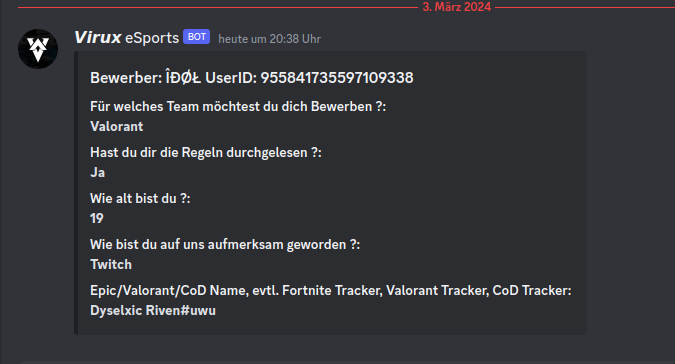 3. März 2024
Virux eSports BOT heute um 20:38 Uhr
Bewerber: ÎĐØŁ UserID: 955841735597109338
Für welches Team möchtest du dich Bewerben ?:
Valorant
Hast du dir die Regeln durchgelesen ?:
Ja
Wie alt bist du ?:
19
Wie bist du auf uns aufmerksam geworden ?:
Twitch
Epic/Valorant/CoD Name, evtl. Fortnite Tracker, Valorant Tracker, CoD Tracker:
Dyselxic Riven#uwu